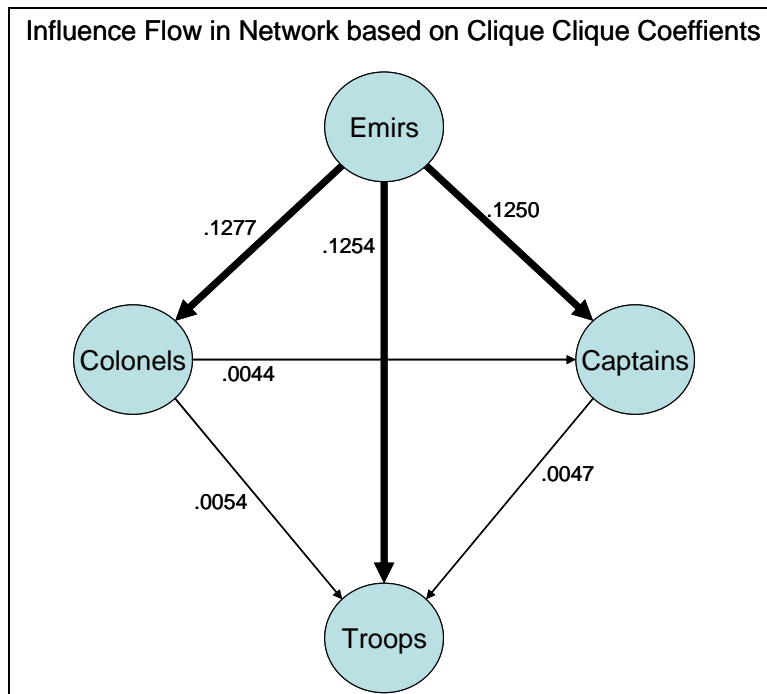 Influence Flow in Network based on Clique Clique Coeffients
Emirs
.1277
.1254
.1250
Colonels
.0044
Captains
.0054
.0047
Troops